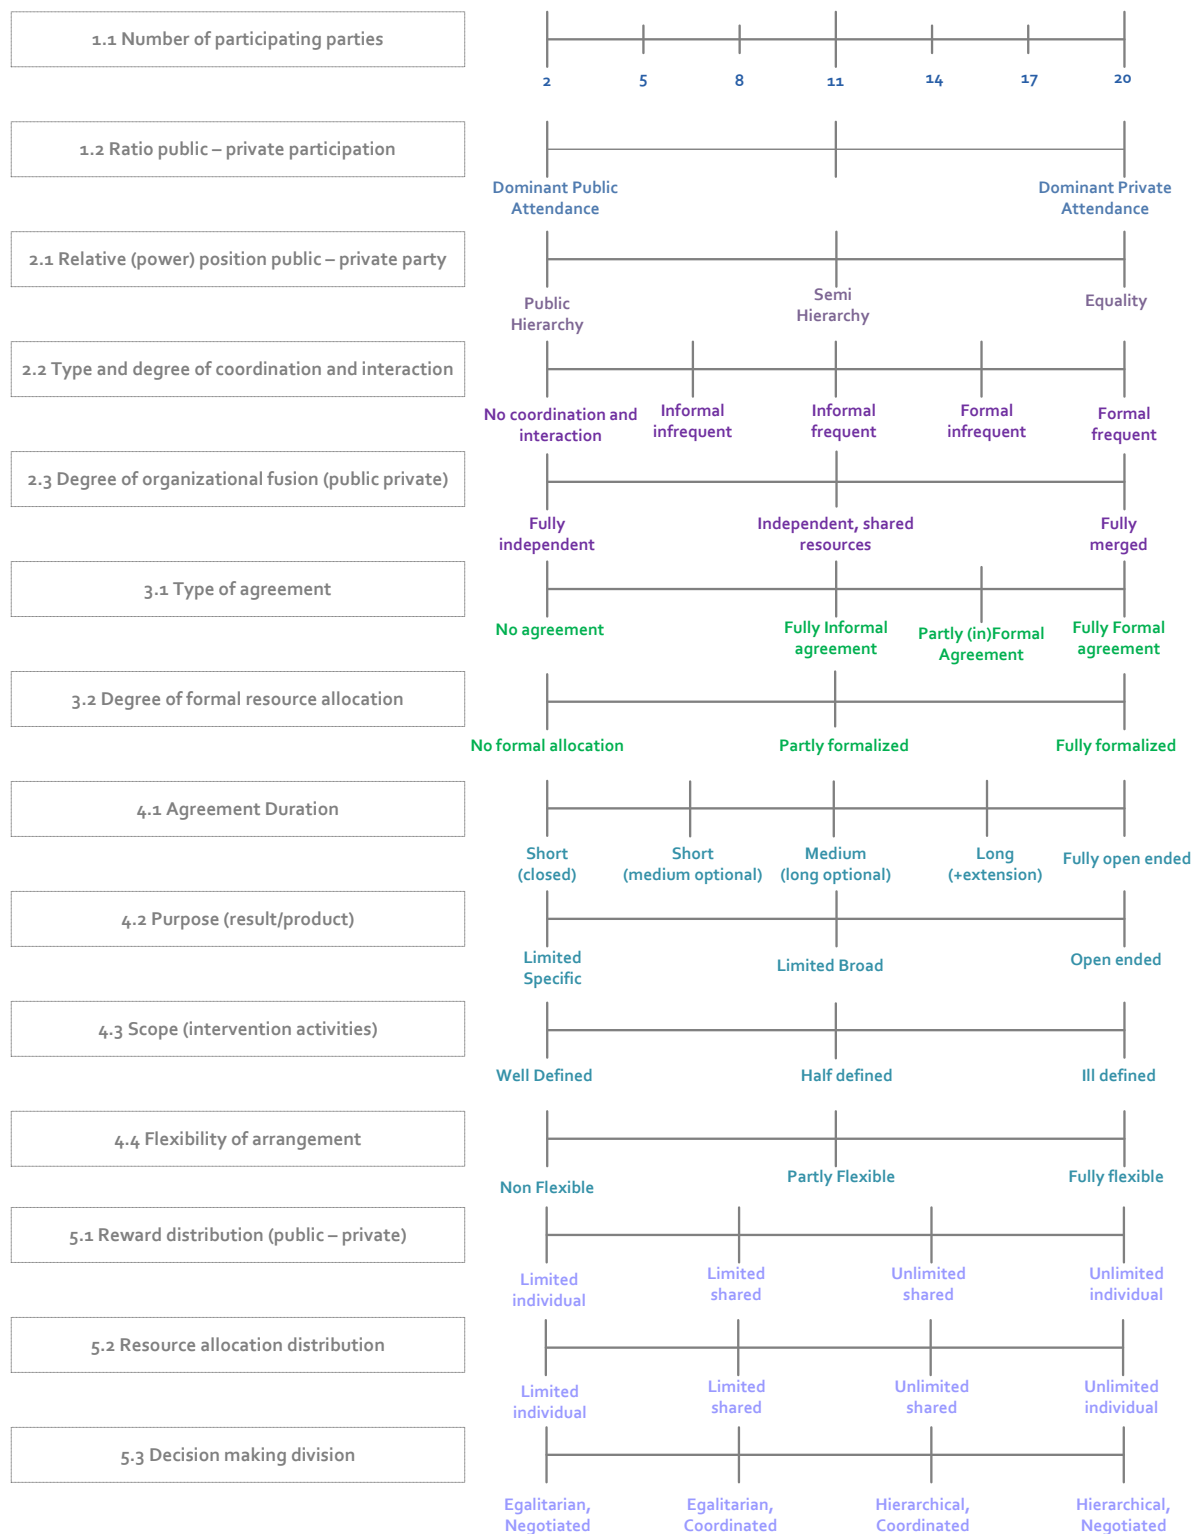 1.1 Number of participating parties
2 5 8 11 14 17 20
1.2 Ratio public – private participation
Dominant Public Dominant Private
Attendance Attendance
2.1 Relative (power) position public – private party
Public Semi Equality
Hierarchy Hierarchy
2.2 Type and degree of coordination and interaction
No coordination and Informal Informal Formal Formal
interaction infrequent frequent infrequent frequent
2.3 Degree of organizational fusion (public private)
Fully Independent, shared Fully
independent resources merged
3.1 Type of agreement
No agreement Fully Informal Partly (in)Formal Fully Formal
agreement Agreement agreement
3.2 Degree of formal resource allocation
No formal allocation Partly formalized Fully formalized
4.1 Agreement Duration
Short Short Medium Long Fully open ended
(closed) (medium optional) (long optional) (+extension)
4.2 Purpose (result/product)
Limited Limited Broad Open ended
Specific
4.3 Scope (intervention activities)
Well Defined Half defined Ill defined
4.4 Flexibility of arrangement
Non Flexible Partly Flexible Fully flexible
5.1 Reward distribution (public – private)
Limited Limited Unlimited Unlimited
individual shared shared individual
5.2 Resource allocation distribution
Limited Limited Unlimited Unlimited
individual shared shared individual
5.3 Decision making division
Egalitarian, Egalitarian, Hierarchical, Hierarchical,
Negotiated Coordinated Coordinated Negotiated